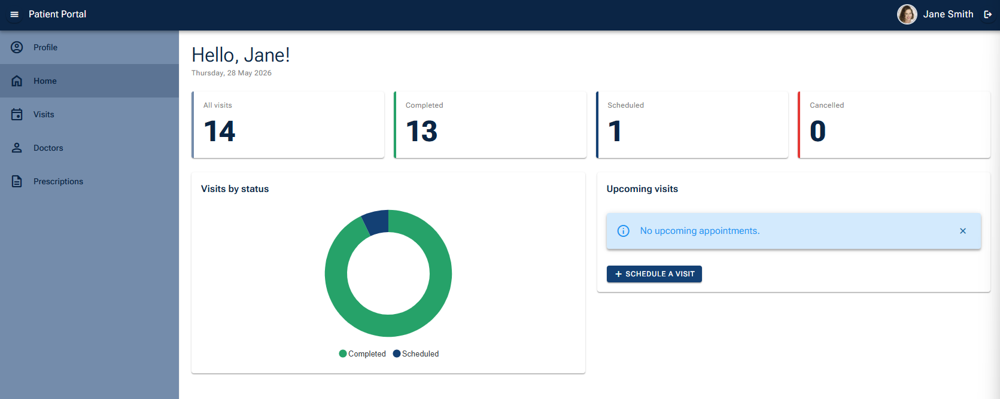 Patient Portal
Jane Smith
Profile
Home
Visits
Doctors
Prescriptions
Hello, Jane!
Thursday, 28 May 2026
All visits
14
Completed
13
Scheduled
1
Cancelled
0
Visits by status
Completed Scheduled
Upcoming visits
No upcoming appointments.
+ SCHEDULE A VISIT